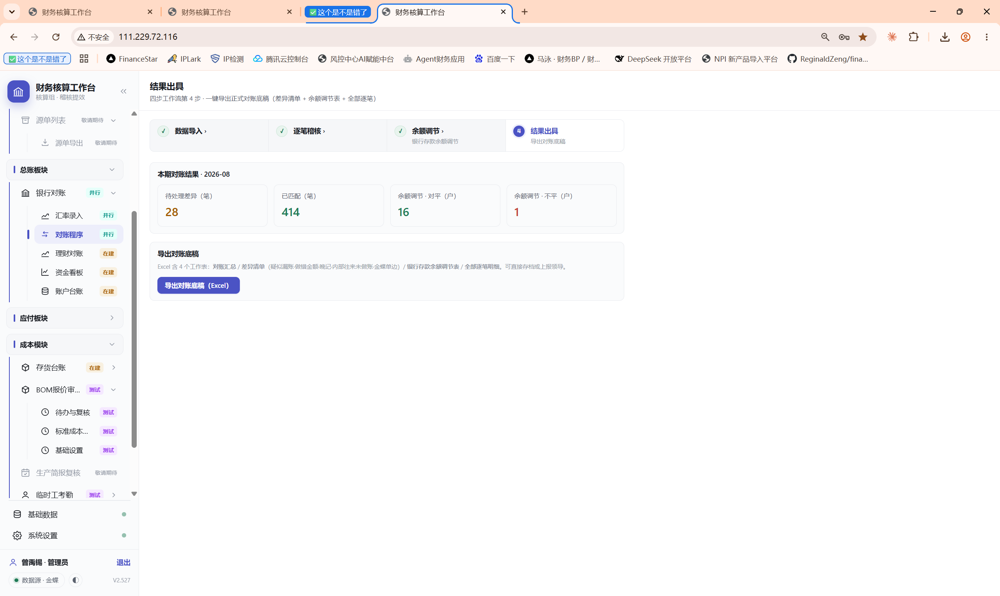 财务核算工作台
财务核算工作台
✅这个是不是错了
财务核算工作台
不安全 111.229.72.116
✅这个是不是错了
FinanceStar
IPLark
IP检测
腾讯云控制台
风控中心AI赋能中台
Agent财务应用
百度一下
马泳 · 财务BP / 财...
DeepSeek 开放平台
NPI 新产品导入平台
ReginaldZeng/fina...
财务核算工作台
核算组 · 稽核提效
源单列表 敬请期待
源单导出 敬请期待
总账板块
银行对账 并行
汇率录入 并行
对账程序 并行
理财对账 在建
资金看板 在建
账户台账 在建
应付板块
成本模块
存货台账 在建
BOM报价审... 测试
待办与复核 测试
标准成本... 测试
基础设置 测试
生产简报复核 敬请期待
临时工考勤 测试
基础数据
系统设置
曾禹锡 · 管理员 退出
数据源 · 金蝶 V2.527
结果出具
四步工作流第 4 步 · 一键导出正式对账底稿（差异清单 + 余额调节表 + 全部逐笔）
✓ 数据导入 ›
✓ 逐笔稽核 ›
✓ 余额调节 ›
银行存款余额调节
4 结果出具
导出对账底稿
本期对账结果 · 2026-08
待处理差异（笔）
28
已匹配（笔）
414
余额调节 · 对平（户）
16
余额调节 · 不平（户）
1
导出对账底稿
Excel 含 4 个工作表：对账汇总 / 差异清单（疑似漏账·做错金额·晚记·内部往来未做账·金蝶单边）/ 银行存款余额调节表 / 全部逐笔明细。可直接存档或上报领导。
导出对账底稿（Excel）